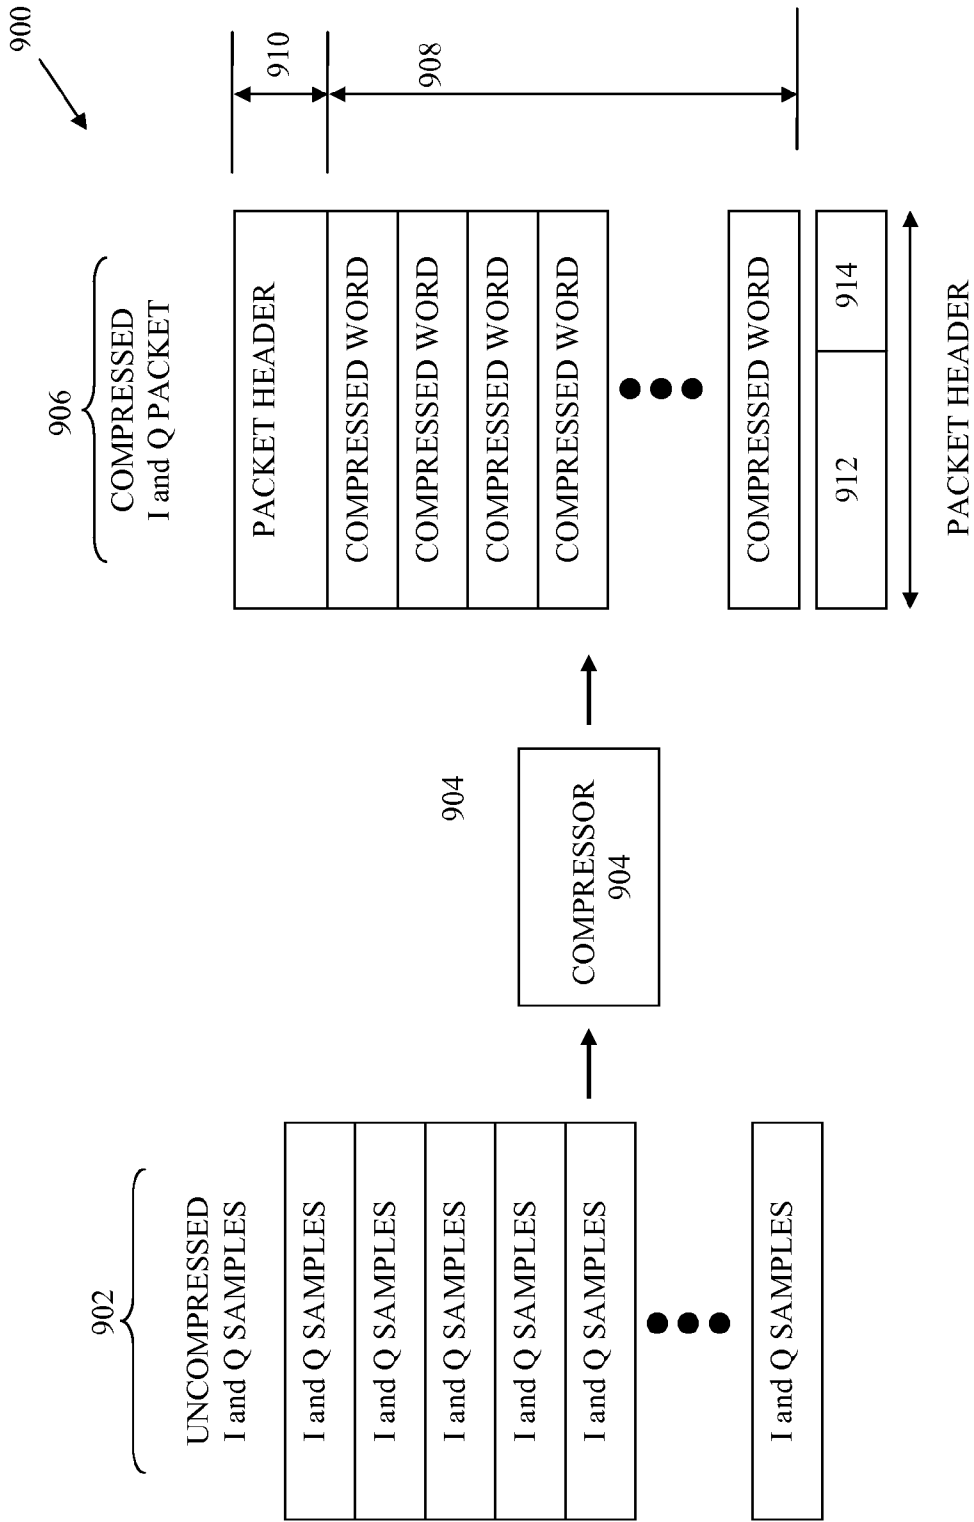 900
902
UNCOMPRESSED
I and Q SAMPLES
I and Q SAMPLES
I and Q SAMPLES
I and Q SAMPLES
I and Q SAMPLES
I and Q SAMPLES
I and Q SAMPLES
904
COMPRESSOR
904
906
COMPRESSED
I and Q PACKET
PACKET HEADER
COMPRESSED WORD
COMPRESSED WORD
COMPRESSED WORD
COMPRESSED WORD
COMPRESSED WORD
912
914
PACKET HEADER
910
908